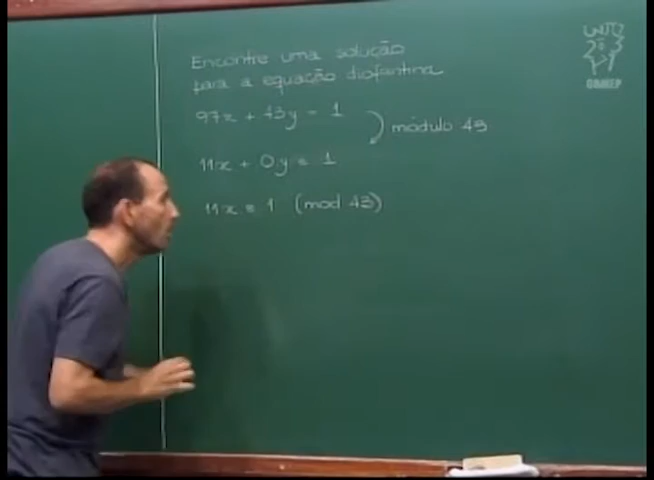 Encontre uma solução
para a equação diofantina
97x + 43y = 1
módulo 43
11x + 0y ≡ 1
11x ≡ 1 (mod 43)
OBMEP